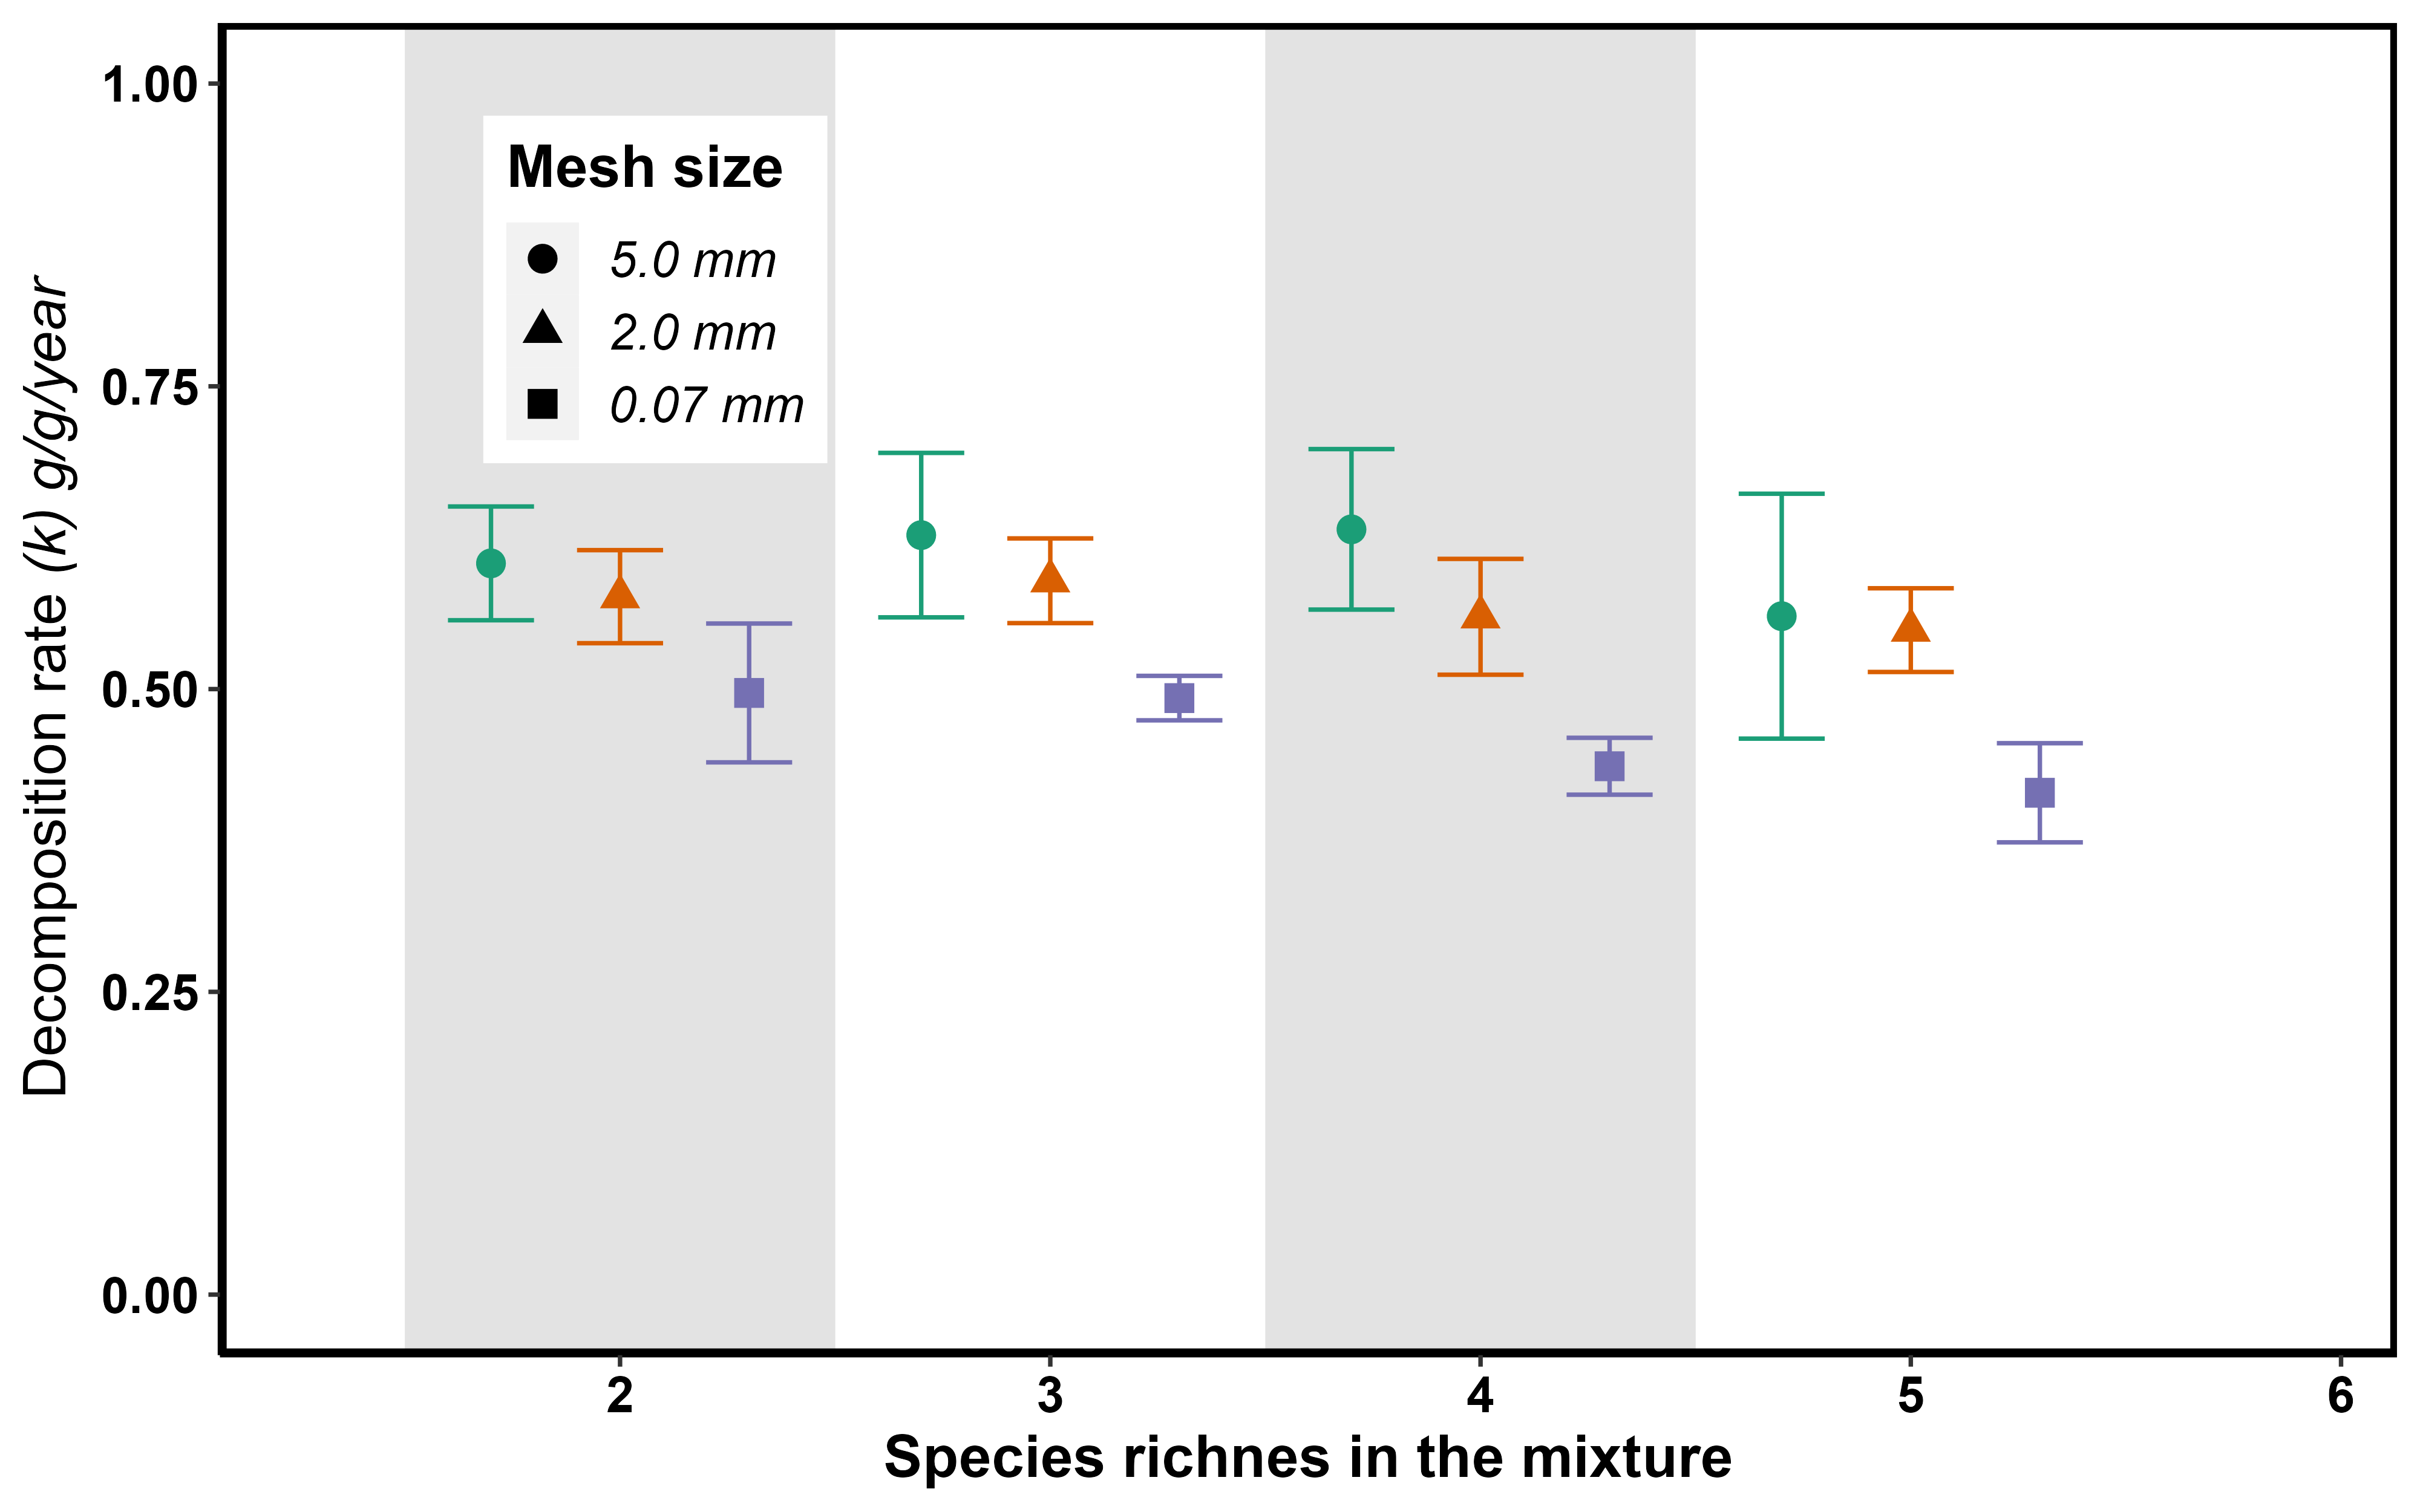 1.00
0.75
0.50
0.25
0.00
Decomposition rate (k) g/g/year
Mesh size
5.0 mm
2.0 mm
0.07 mm
2 3 4 5 6
Species richnes in the mixture